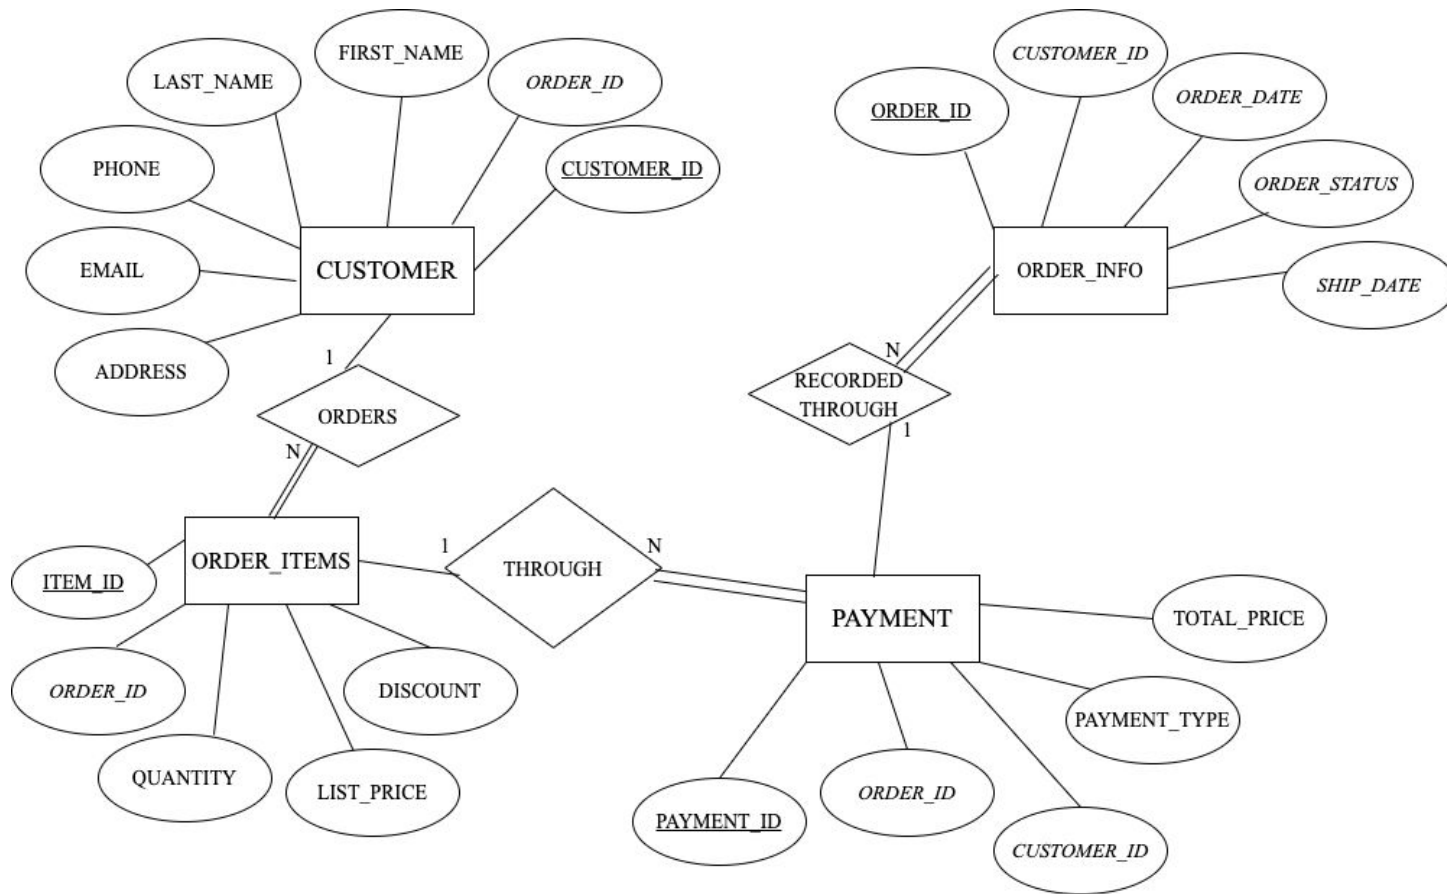 FIRST_NAME
LAST_NAME
ORDER_ID
PHONE
CUSTOMER_ID
EMAIL
CUSTOMER
ADDRESS
1
ORDERS
N
ORDER_ITEMS
ITEM_ID
ORDER_ID
DISCOUNT
QUANTITY
LIST_PRICE
1
THROUGH
N
CUSTOMER_ID
ORDER_ID
ORDER_DATE
ORDER_STATUS
ORDER_INFO
SHIP_DATE
N
RECORDED
THROUGH
1
PAYMENT
TOTAL_PRICE
PAYMENT_TYPE
PAYMENT_ID
ORDER_ID
CUSTOMER_ID